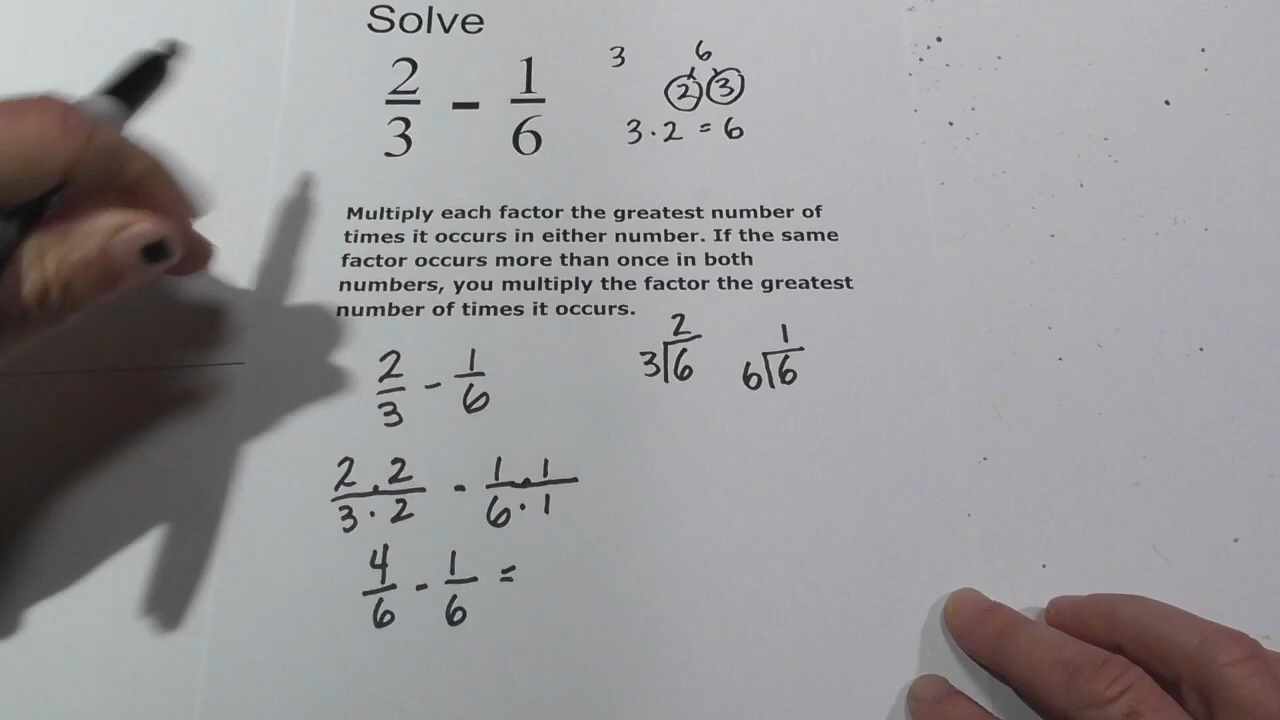 Solve
2/3 - 1/6
3 6
2 3
3 · 2 = 6
Multiply each factor the greatest number of
times it occurs in either number. If the same
factor occurs more than once in both
numbers, you multiply the factor the greatest
number of times it occurs.
2/3 - 1/6
2
3)6
1
6)6
2 · 2 / 3 · 2 - 1 · 1 / 6 · 1
4/6 - 1/6 =